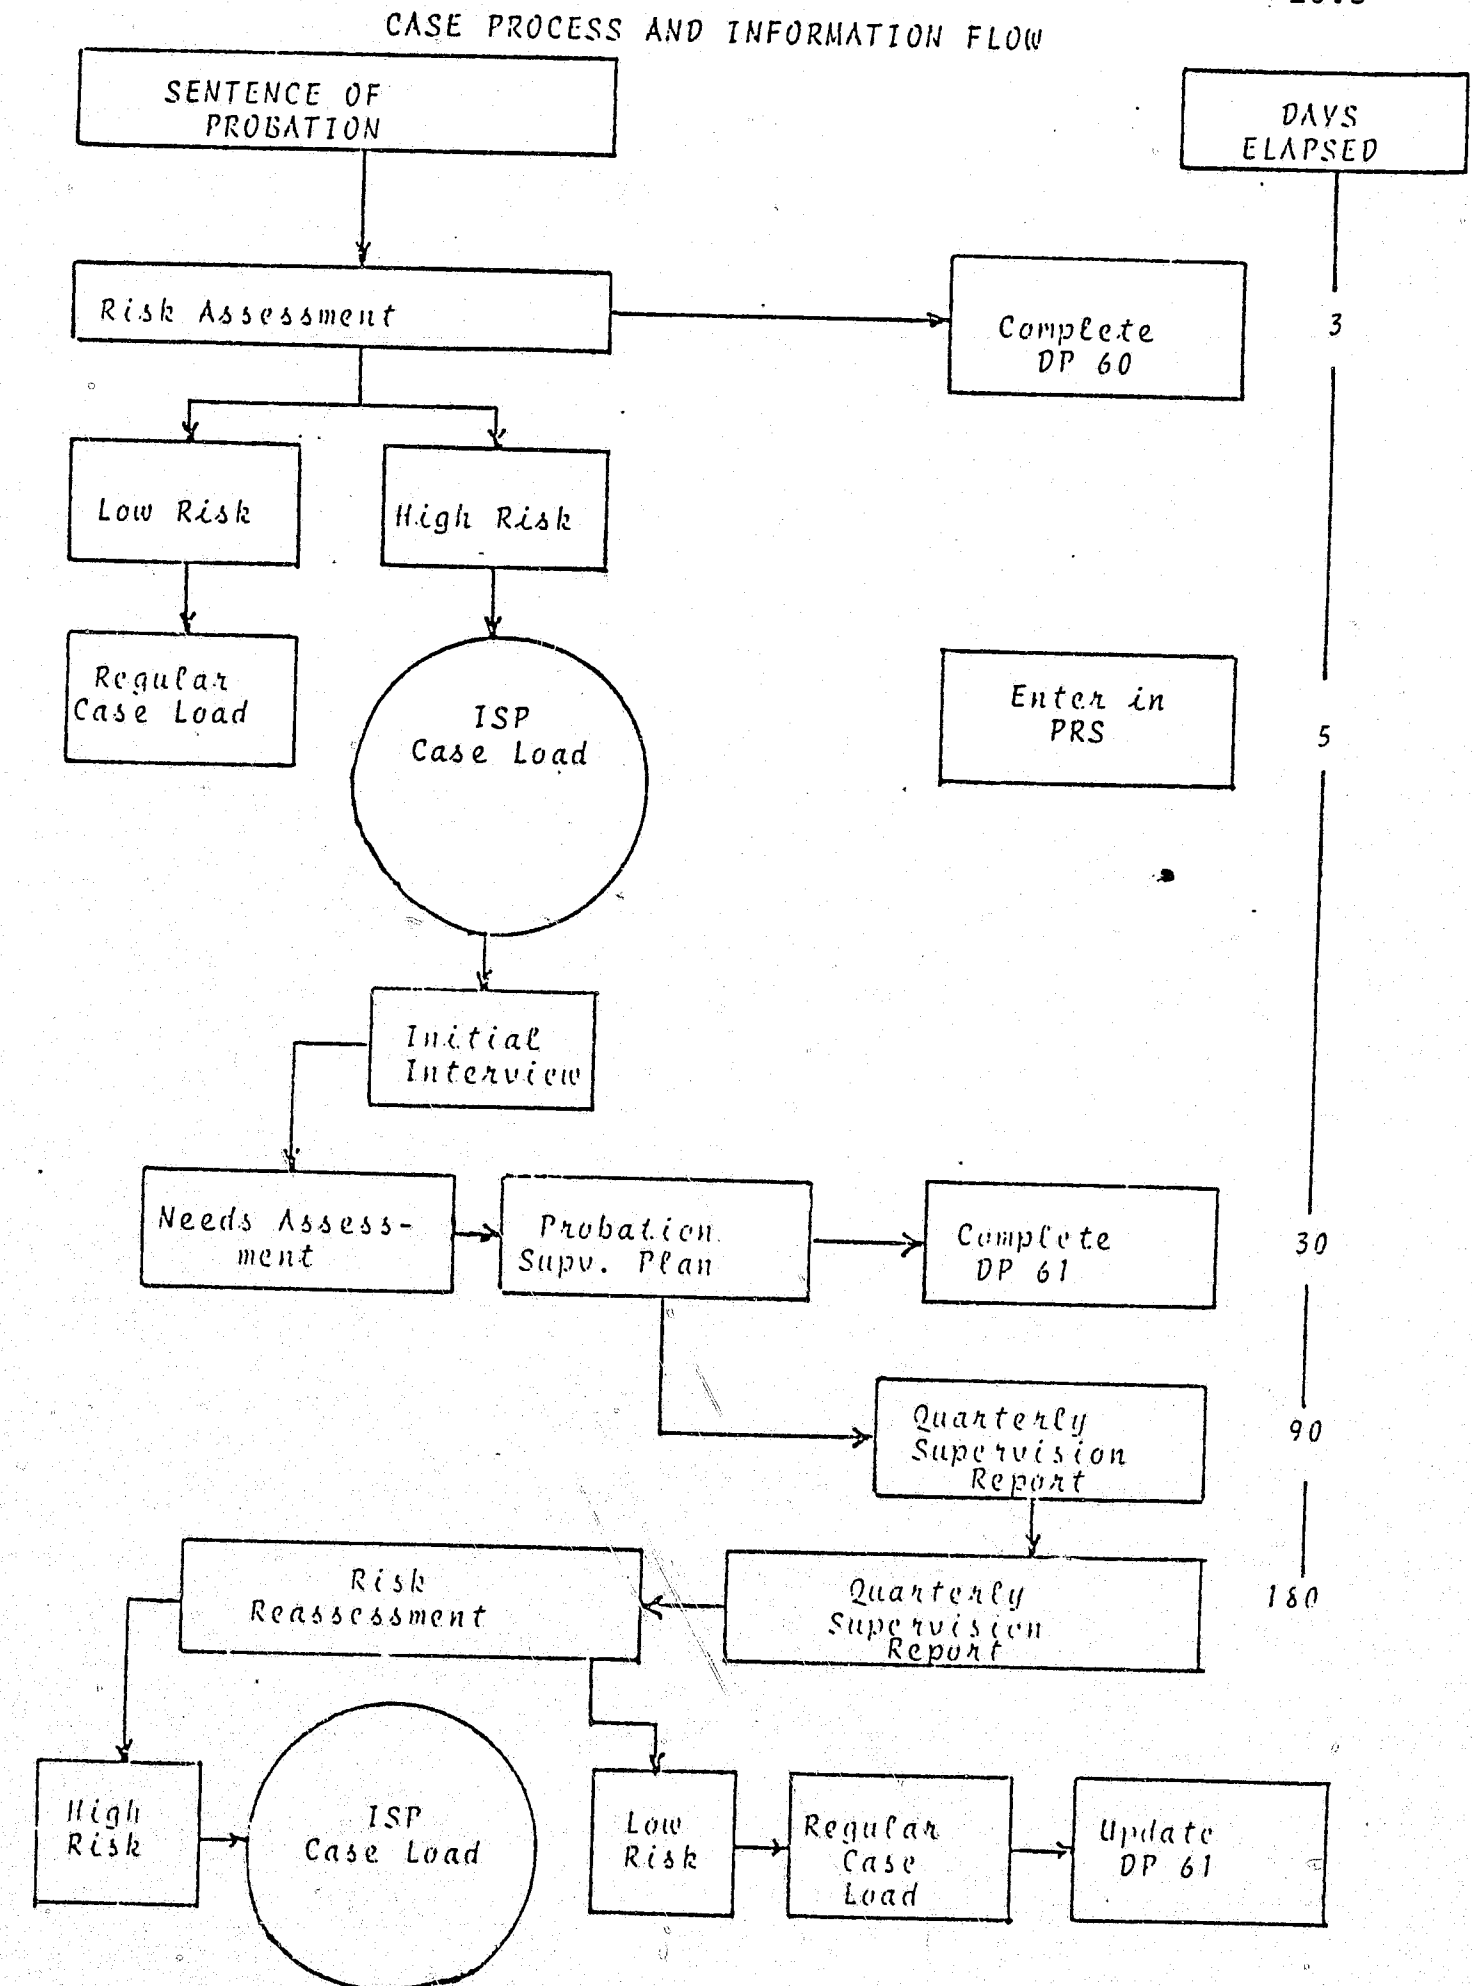 CASE PROCESS AND INFORMATION FLOW
SENTENCE OF
PROBATION
DAYS
ELAPSED
Risk Assessment
Complete
DP 60
3
Low Risk
High Risk
Regular
Case Load
ISP
Case Load
Enter in
PRS
5
Initial
Interview
Needs Assess-
ment
Probation
Supv. Plan
Complete
DP 61
30
Quarterly
Supervision
Report
90
Risk
Reassessment
Quarterly
Supervision
Report
180
High
Risk
ISP
Case Load
Low
Risk
Regular
Case
Load
Update
DP 61